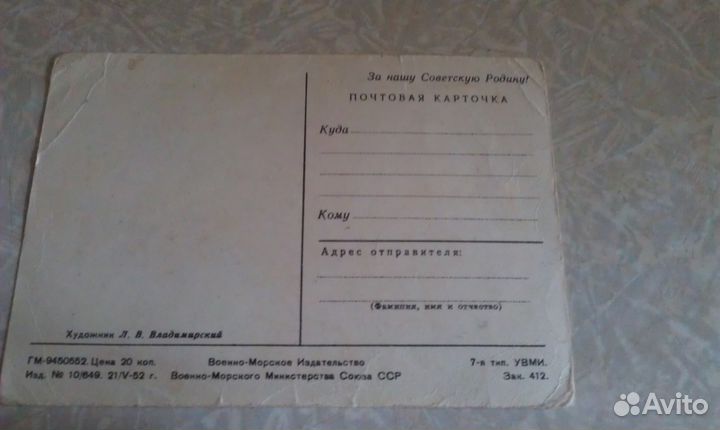 За нашу Советскую Родину!
ПОЧТОВАЯ КАРТОЧКА
Куда
Кому
Адрес отправителя:
(Фамилия, имя и отчество)
Художник Л. В. Владимирский
ГМ-9450552. Цена 20 коп. Военно-Морское Издательство 7-я тип. УВМИ.
Изд. № 10/649. 21/V-52 г. Военно-Морского Министерства Союза ССР Зак. 412.
Avito